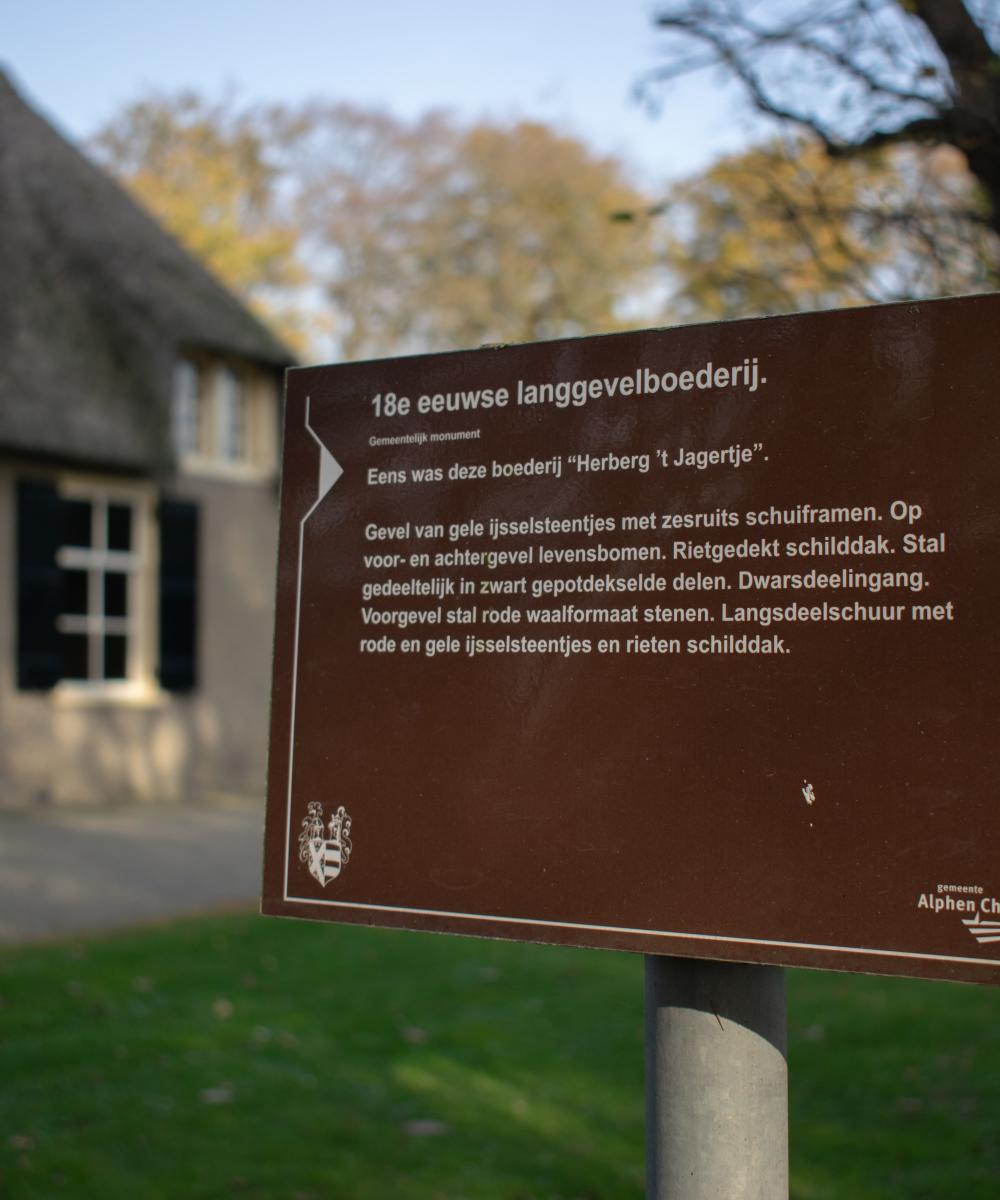 18e eeuwse langgevelboederij.
Gemeentelijk monument
Eens was deze boederij “Herberg ’t Jagertje”.
Gevel van gele ijsselsteentjes met zesruits schuiframen. Op
voor- en achtergevel levensbomen. Rietgedekt schilddak. Stal
gedeeltelijk in zwart gepotdekselde delen. Dwarsdeelingang.
Voorgevel stal rode waalformaat stenen. Langsdeelschuur met
rode en gele ijsselsteentjes en rieten schilddak.
gemeente
Alphen Ch